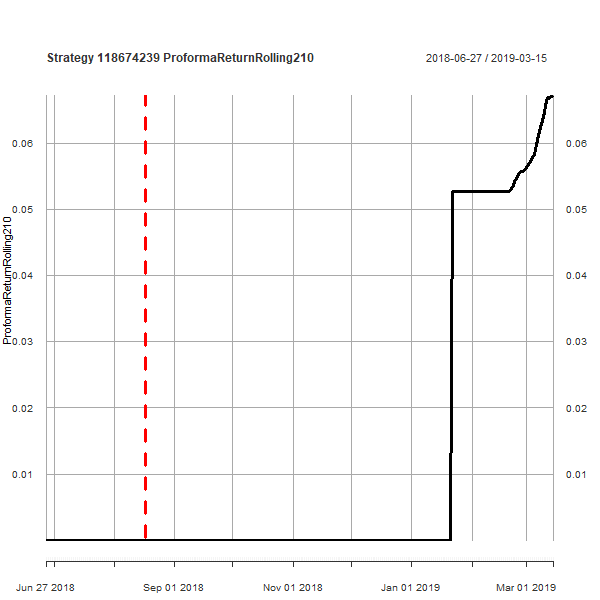 Strategy 118674239 ProformaReturnRolling210
2018-06-27 / 2019-03-15
ProformaReturnRolling210
0.06
0.06
0.05
0.05
0.04
0.04
0.03
0.03
0.02
0.02
0.01
0.01
Jun 27 2018
Sep 01 2018
Nov 01 2018
Jan 01 2019
Mar 01 2019